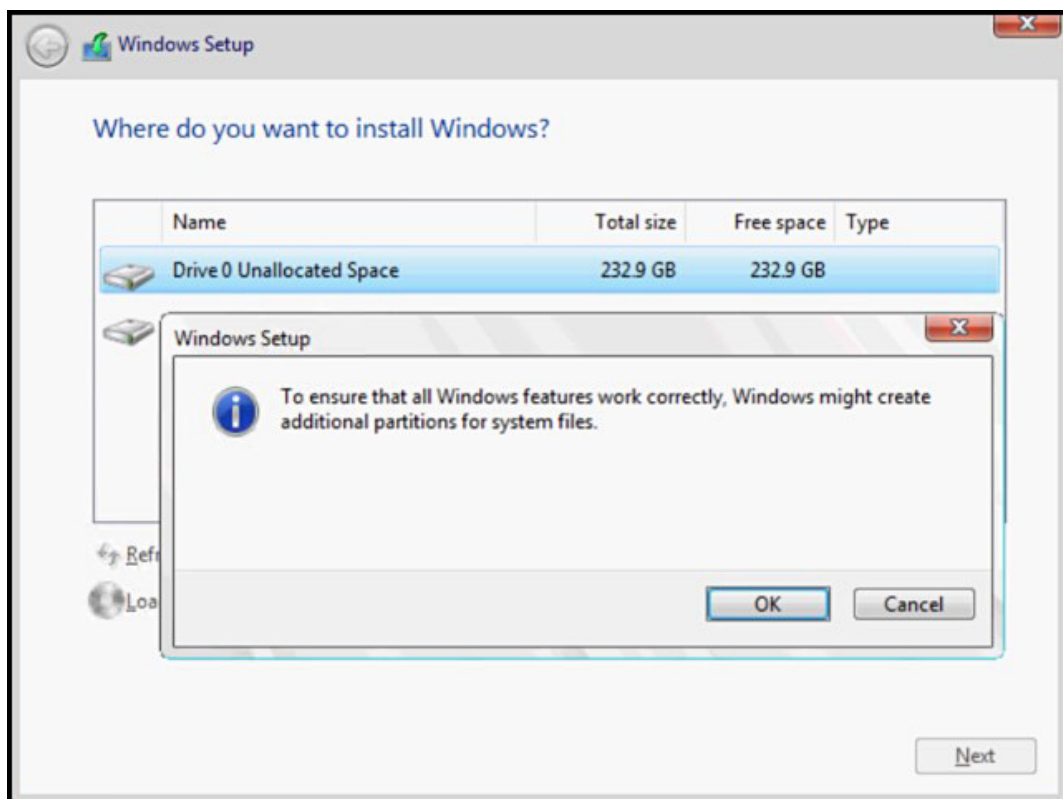 Windows Setup
Where do you want to install Windows?
Name Total size Free space Type
Drive 0 Unallocated Space 232.9 GB 232.9 GB
Windows Setup
To ensure that all Windows features work correctly, Windows might create
additional partitions for system files.
Refr
Loa
OK Cancel
Next